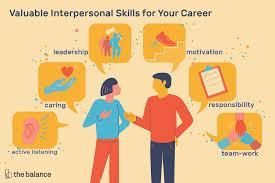 Valuable Interpersonal Skills for Your Career
leadership
motivation
caring
responsibility
active listening
team-work
the balance